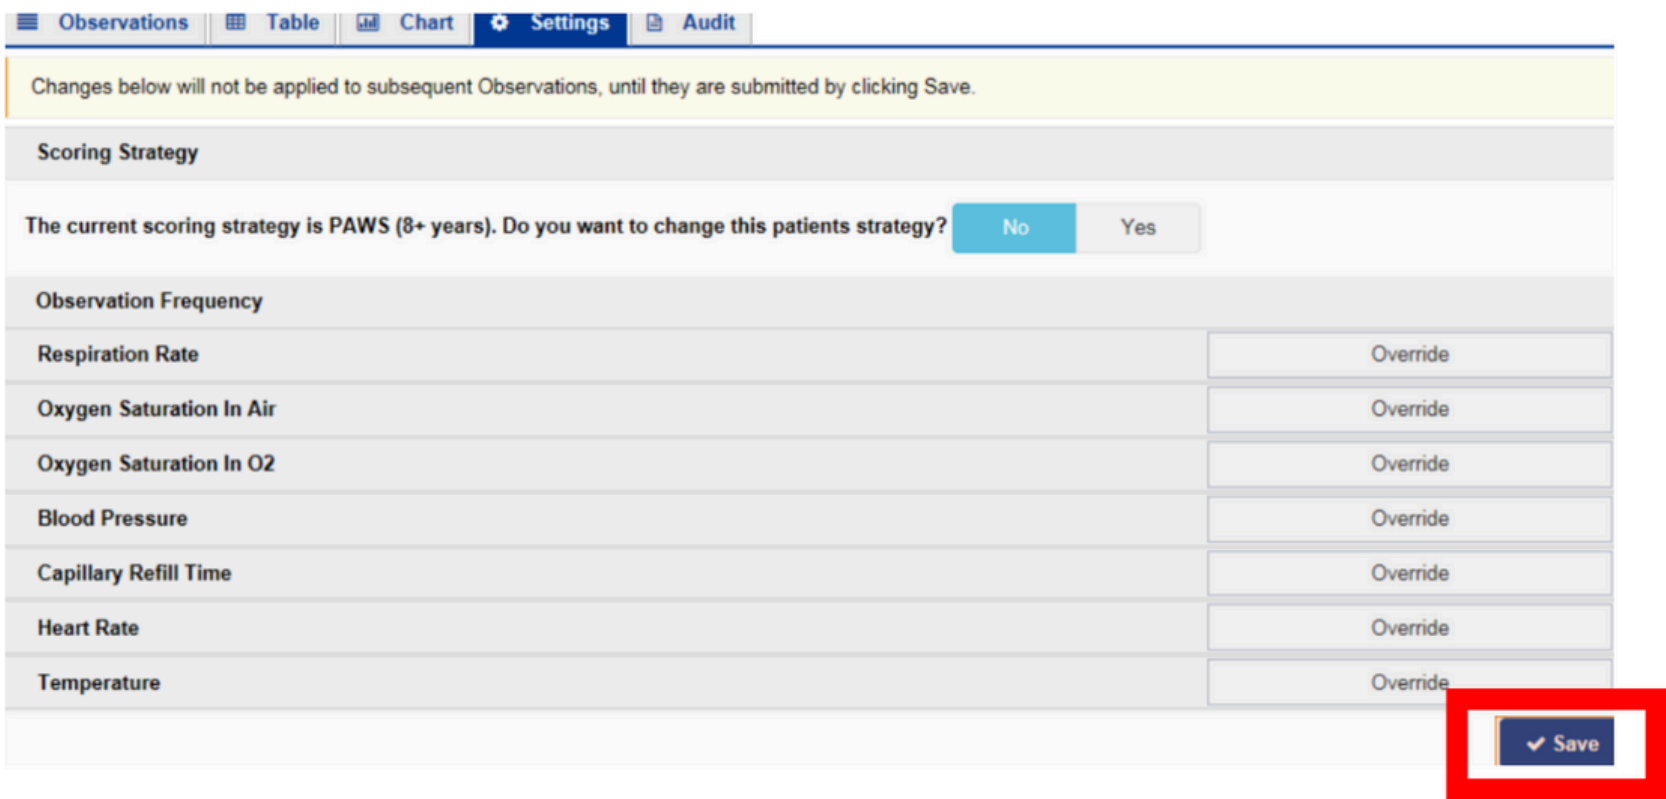 Observations Table Chart Settings Audit
Changes below will not be applied to subsequent Observations, until they are submitted by clicking Save.
Scoring Strategy
The current scoring strategy is PAWS (8+ years). Do you want to change this patients strategy? No Yes
Observation Frequency
Respiration Rate Override
Oxygen Saturation In Air Override
Oxygen Saturation In O2 Override
Blood Pressure Override
Capillary Refill Time Override
Heart Rate Override
Temperature Override
Save